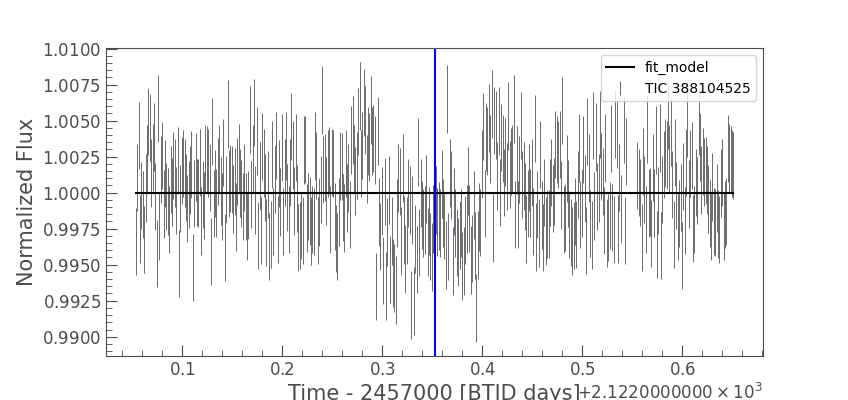 1.0100
1.0075
1.0050
1.0025
1.0000
0.9975
0.9950
0.9925
0.9900
Normalized Flux
fit_model
TIC 388104525
0.1 0.2 0.3 0.4 0.5 0.6
Time - 2457000 [BTJD days]
+2.1220000000 × 10³